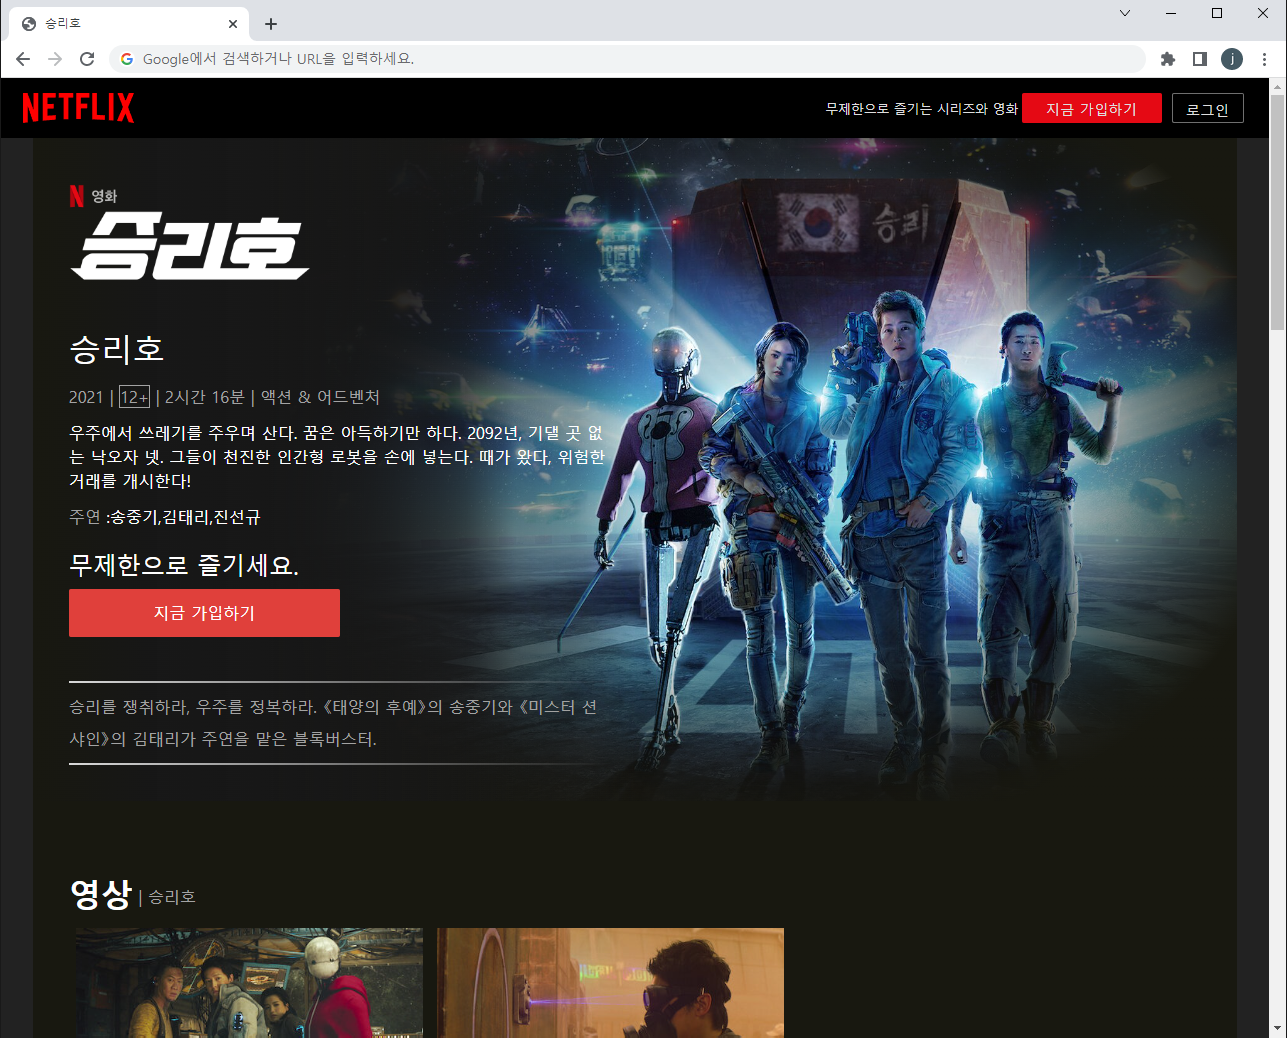 승리호
Google에서 검색하거나 URL을 입력하세요.
j
NETFLIX
무제한으로 즐기는 시리즈와 영화
지금 가입하기
로그인
N 영화
승리호
승리
승리호
2021 | 12+ | 2시간 16분 | 액션 & 어드벤처
우주에서 쓰레기를 주우며 산다. 꿈은 아득하기만 하다. 2092년, 기댈 곳 없
는 낙오자 넷. 그들이 천진한 인간형 로봇을 손에 넣는다. 때가 왔다, 위험한
거래를 개시한다!
주연 :송중기,김태리,진선규
무제한으로 즐기세요.
지금 가입하기
승리를 쟁취하라, 우주를 정복하라. 《태양의 후예》의 송중기와 《미스터 션
샤인》의 김태리가 주연을 맡은 블록버스터.
영상 | 승리호